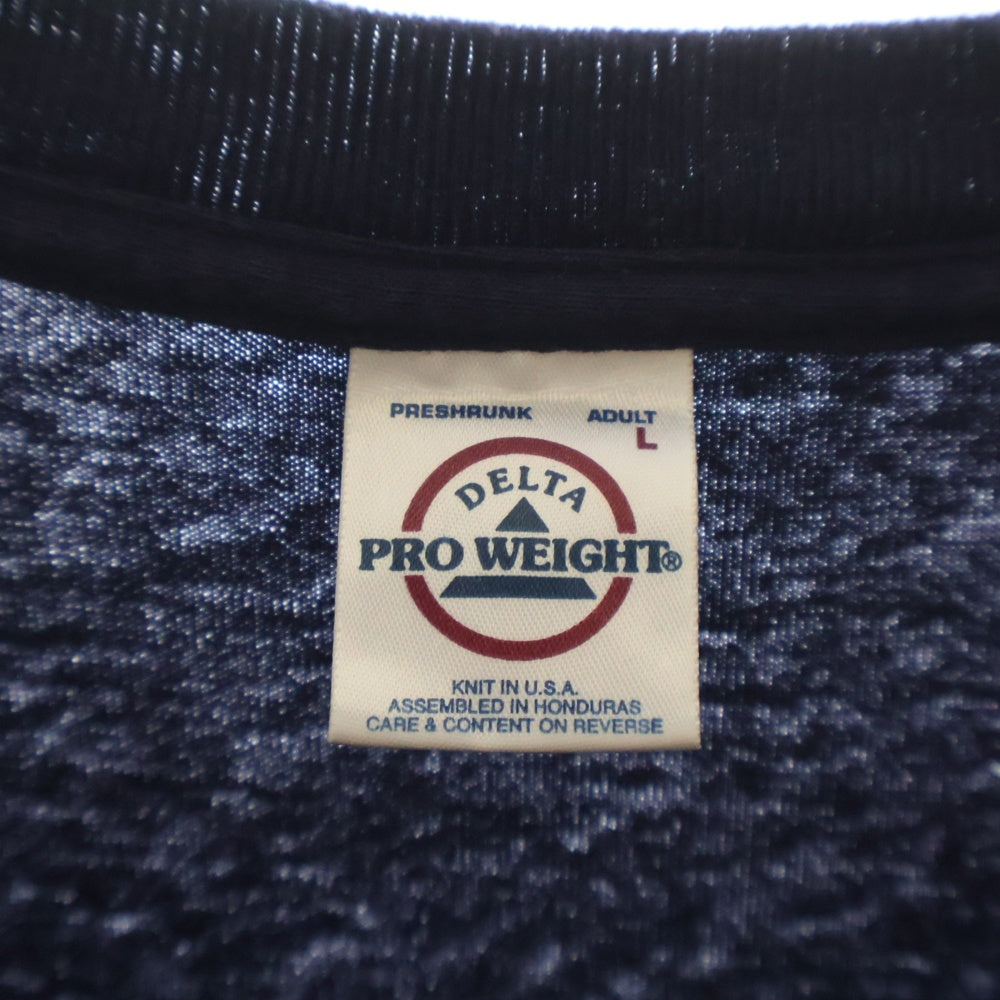 PRESHRUNK ADULT
L
DELTA
PRO WEIGHT®
KNIT IN U.S.A.
ASSEMBLED IN HONDURAS
CARE & CONTENT ON REVERSE